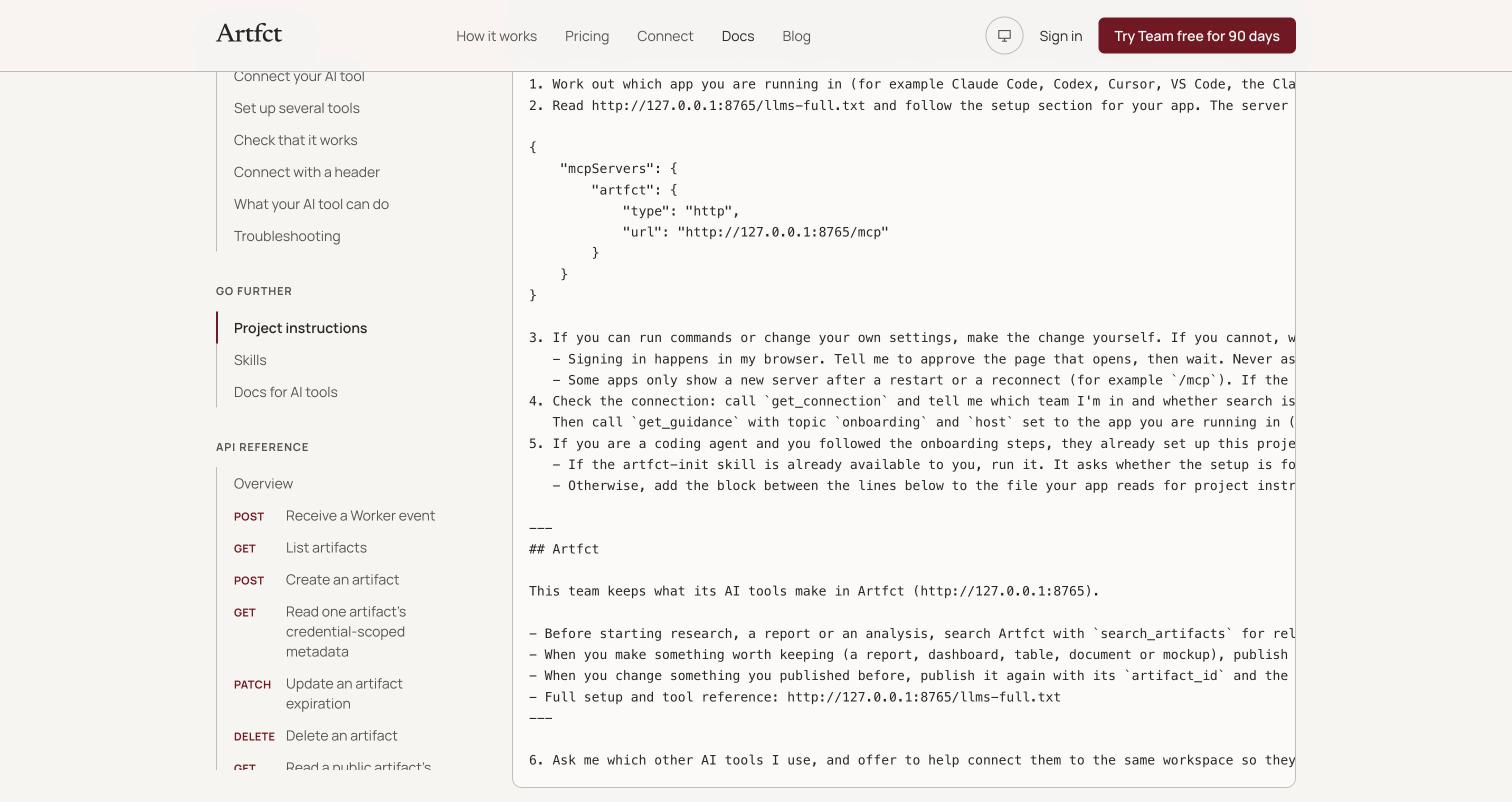 Artfct
How it works
Pricing
Connect
Docs
Blog
Sign in
Try Team free for 90 days
Connect your AI tool
Set up several tools
Check that it works
Connect with a header
What your AI tool can do
Troubleshooting
GO FURTHER
Project instructions
Skills
Docs for AI tools
API REFERENCE
Overview
POST Receive a Worker event
GET List artifacts
POST Create an artifact
GET Read one artifact's
credential-scoped
metadata
PATCH Update an artifact
expiration
DELETE Delete an artifact
GET Read a public artifact's
1. Work out which app you are running in (for example Claude Code, Codex, Cursor, VS Code, the Cla
2. Read http://127.0.0.1:8765/llms-full.txt and follow the setup section for your app. The server
{
    "mcpServers": {
        "artfct": {
            "type": "http",
            "url": "http://127.0.0.1:8765/mcp"
        }
    }
}
3. If you can run commands or change your own settings, make the change yourself. If you cannot, w
   - Signing in happens in my browser. Tell me to approve the page that opens, then wait. Never as
   - Some apps only show a new server after a restart or a reconnect (for example `/mcp`). If the
4. Check the connection: call `get_connection` and tell me which team I'm in and whether search is
   Then call `get_guidance` with topic `onboarding` and `host` set to the app you are running in (
5. If you are a coding agent and you followed the onboarding steps, they already set up this proje
   - If the artfct-init skill is already available to you, run it. It asks whether the setup is fo
   - Otherwise, add the block between the lines below to the file your app reads for project instr
---
## Artfct
This team keeps what its AI tools make in Artfct (http://127.0.0.1:8765).
- Before starting research, a report or an analysis, search Artfct with `search_artifacts` for rel
- When you make something worth keeping (a report, dashboard, table, document or mockup), publish
- When you change something you published before, publish it again with its `artifact_id` and the
- Full setup and tool reference: http://127.0.0.1:8765/llms-full.txt
---
6. Ask me which other AI tools I use, and offer to help connect them to the same workspace so they